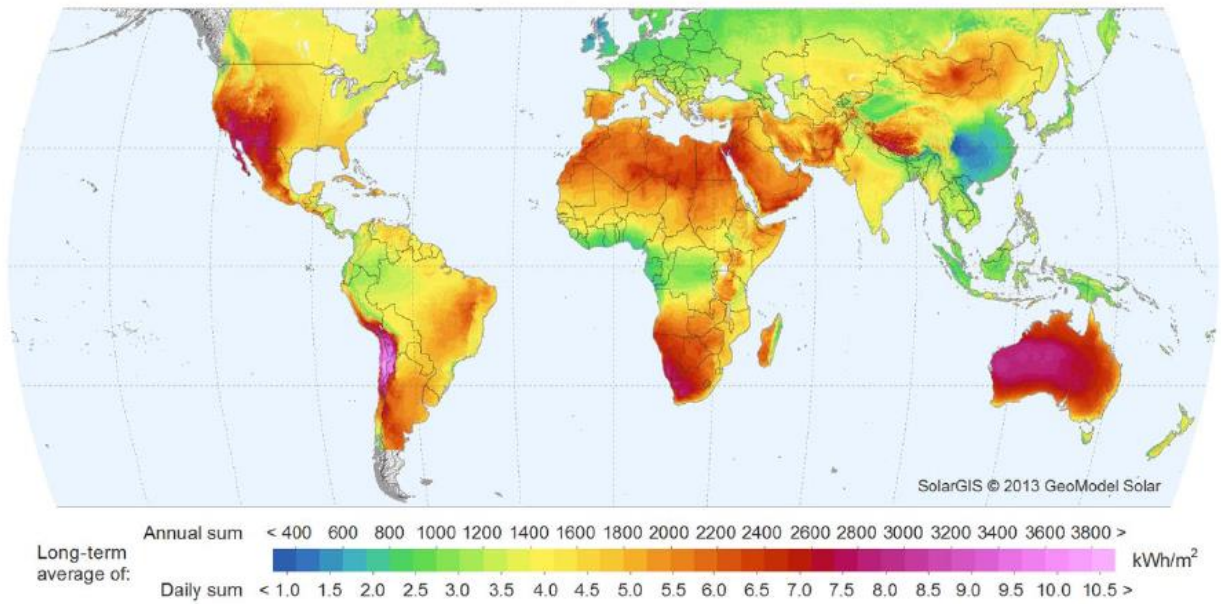 SolarGIS © 2013 GeoModel Solar
Annual sum < 400 600 800 1000 1200 1400 1600 1800 2000 2200 2400 2600 2800 3000 3200 3400 3600 3800 >
Long-term average of: kWh/m²
Daily sum < 1.0 1.5 2.0 2.5 3.0 3.5 4.0 4.5 5.0 5.5 6.0 6.5 7.0 7.5 8.0 8.5 9.0 9.5 10.0 10.5 >